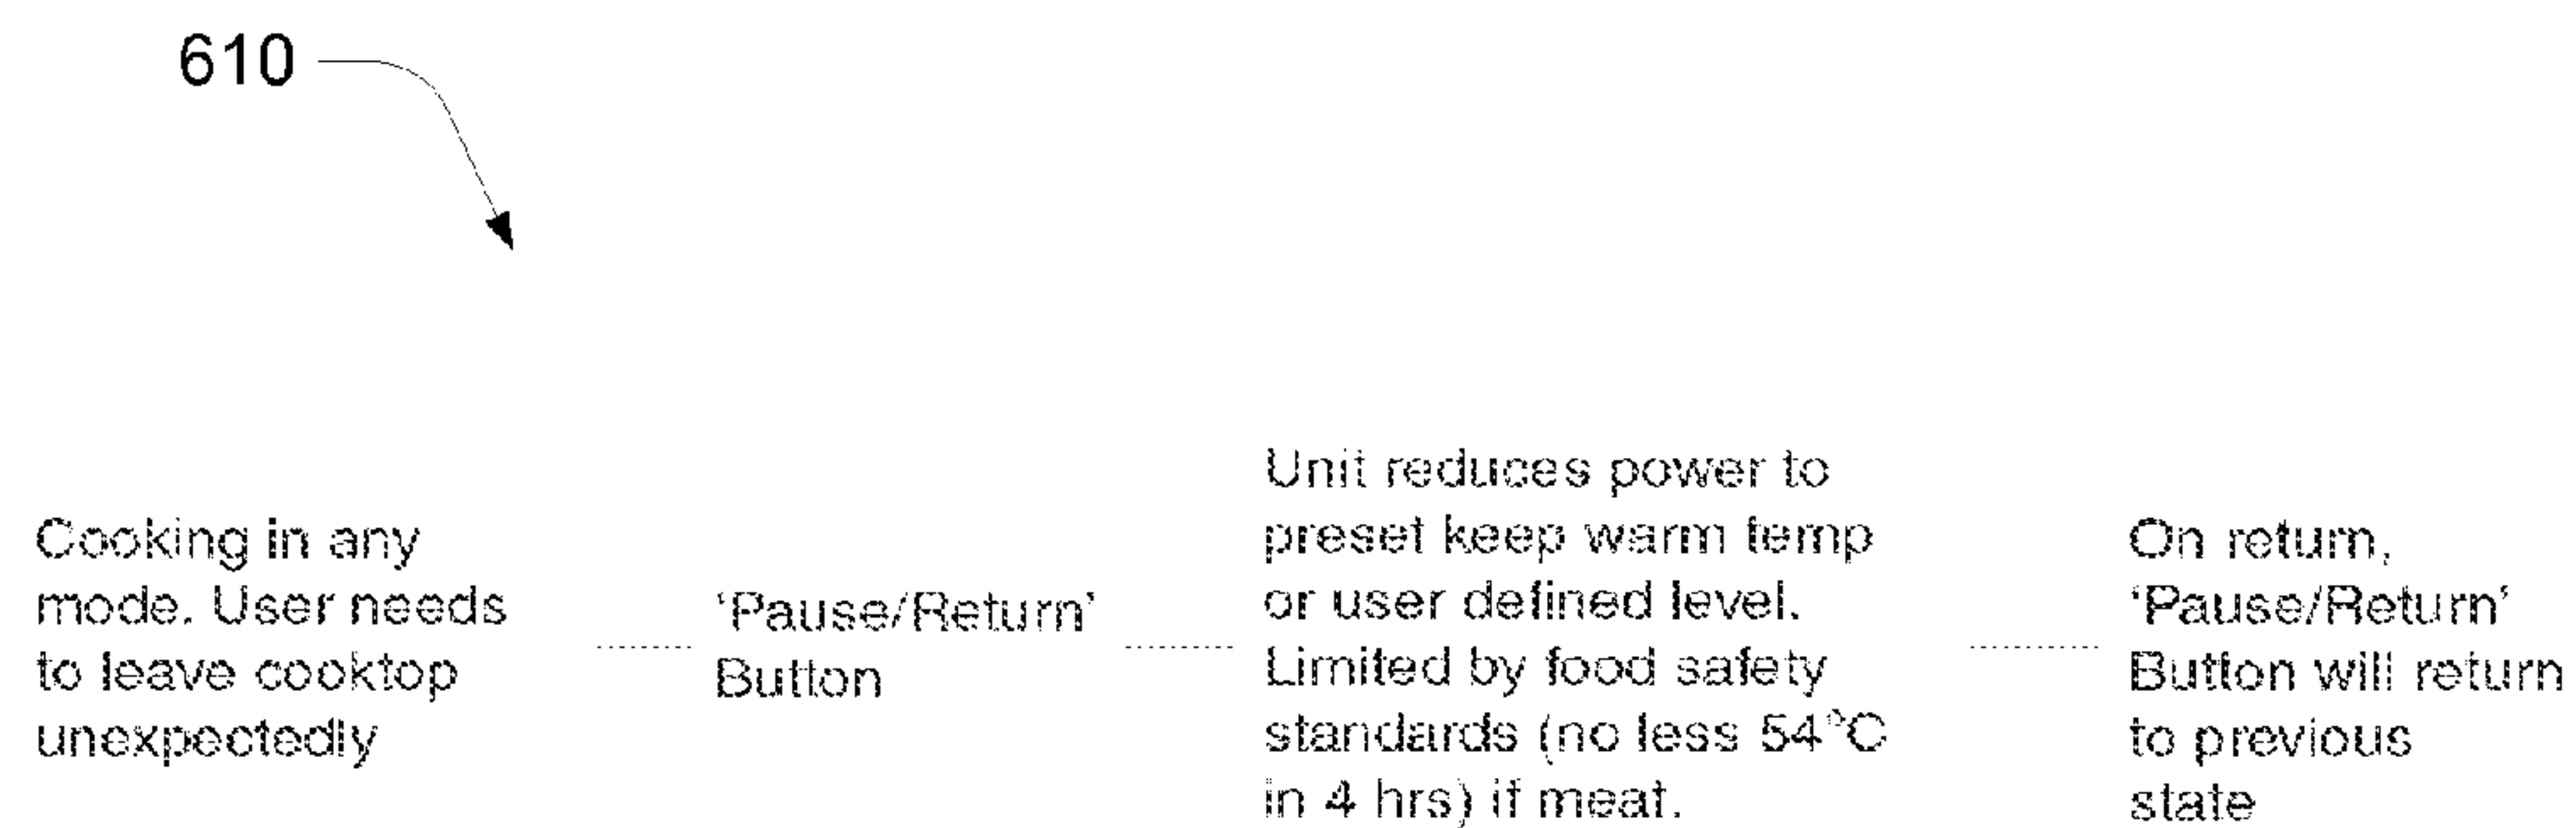 610
Cooking in any
mode. User needs
to leave cooktop
unexpectedly
‘Pause/Return’
Button
Unit reduces power to
preset keep warm temp
or user defined level.
Limited by food safety
standards (no less 54°C
in 4 hrs) if meat.
On return,
‘Pause/Return’
Button will return
to previous
state